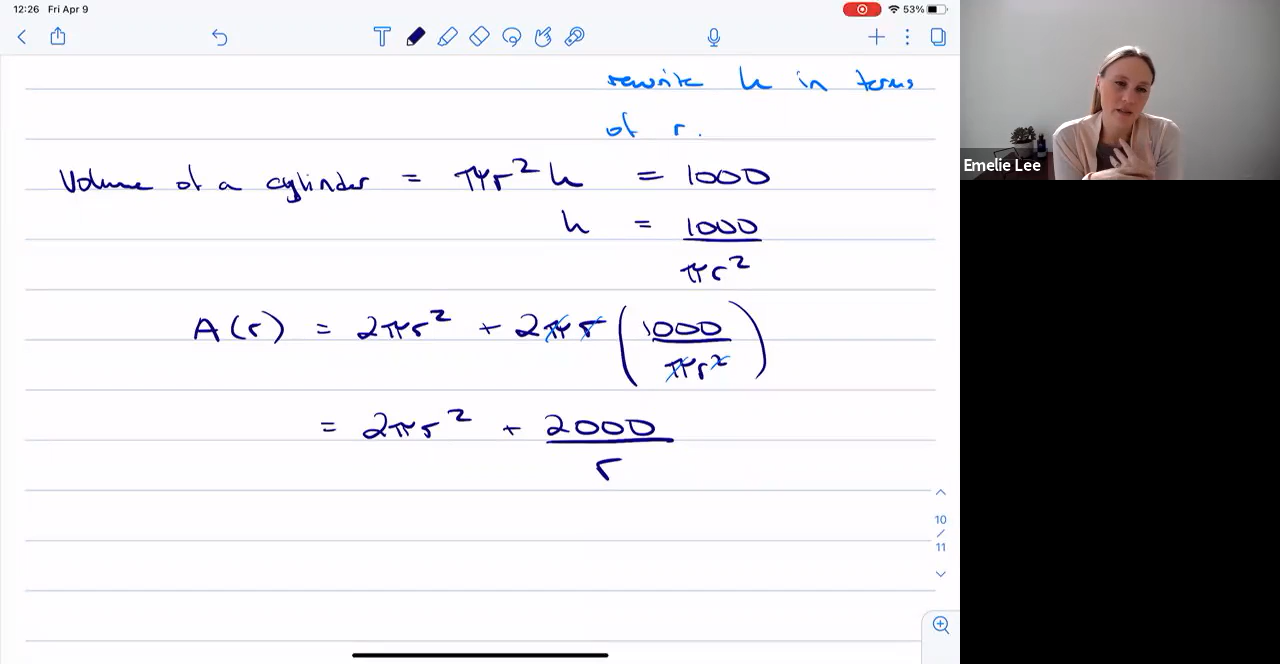 12:26 Fri Apr 9
53%
rewrite h in terms
of r.
Volume of a cylinder = πr²h = 1000
h = 1000/πr²
A(r) = 2πr² + 2πr (1000/πr²)
= 2πr² + 2000/r
Emelie Lee
10
/
11